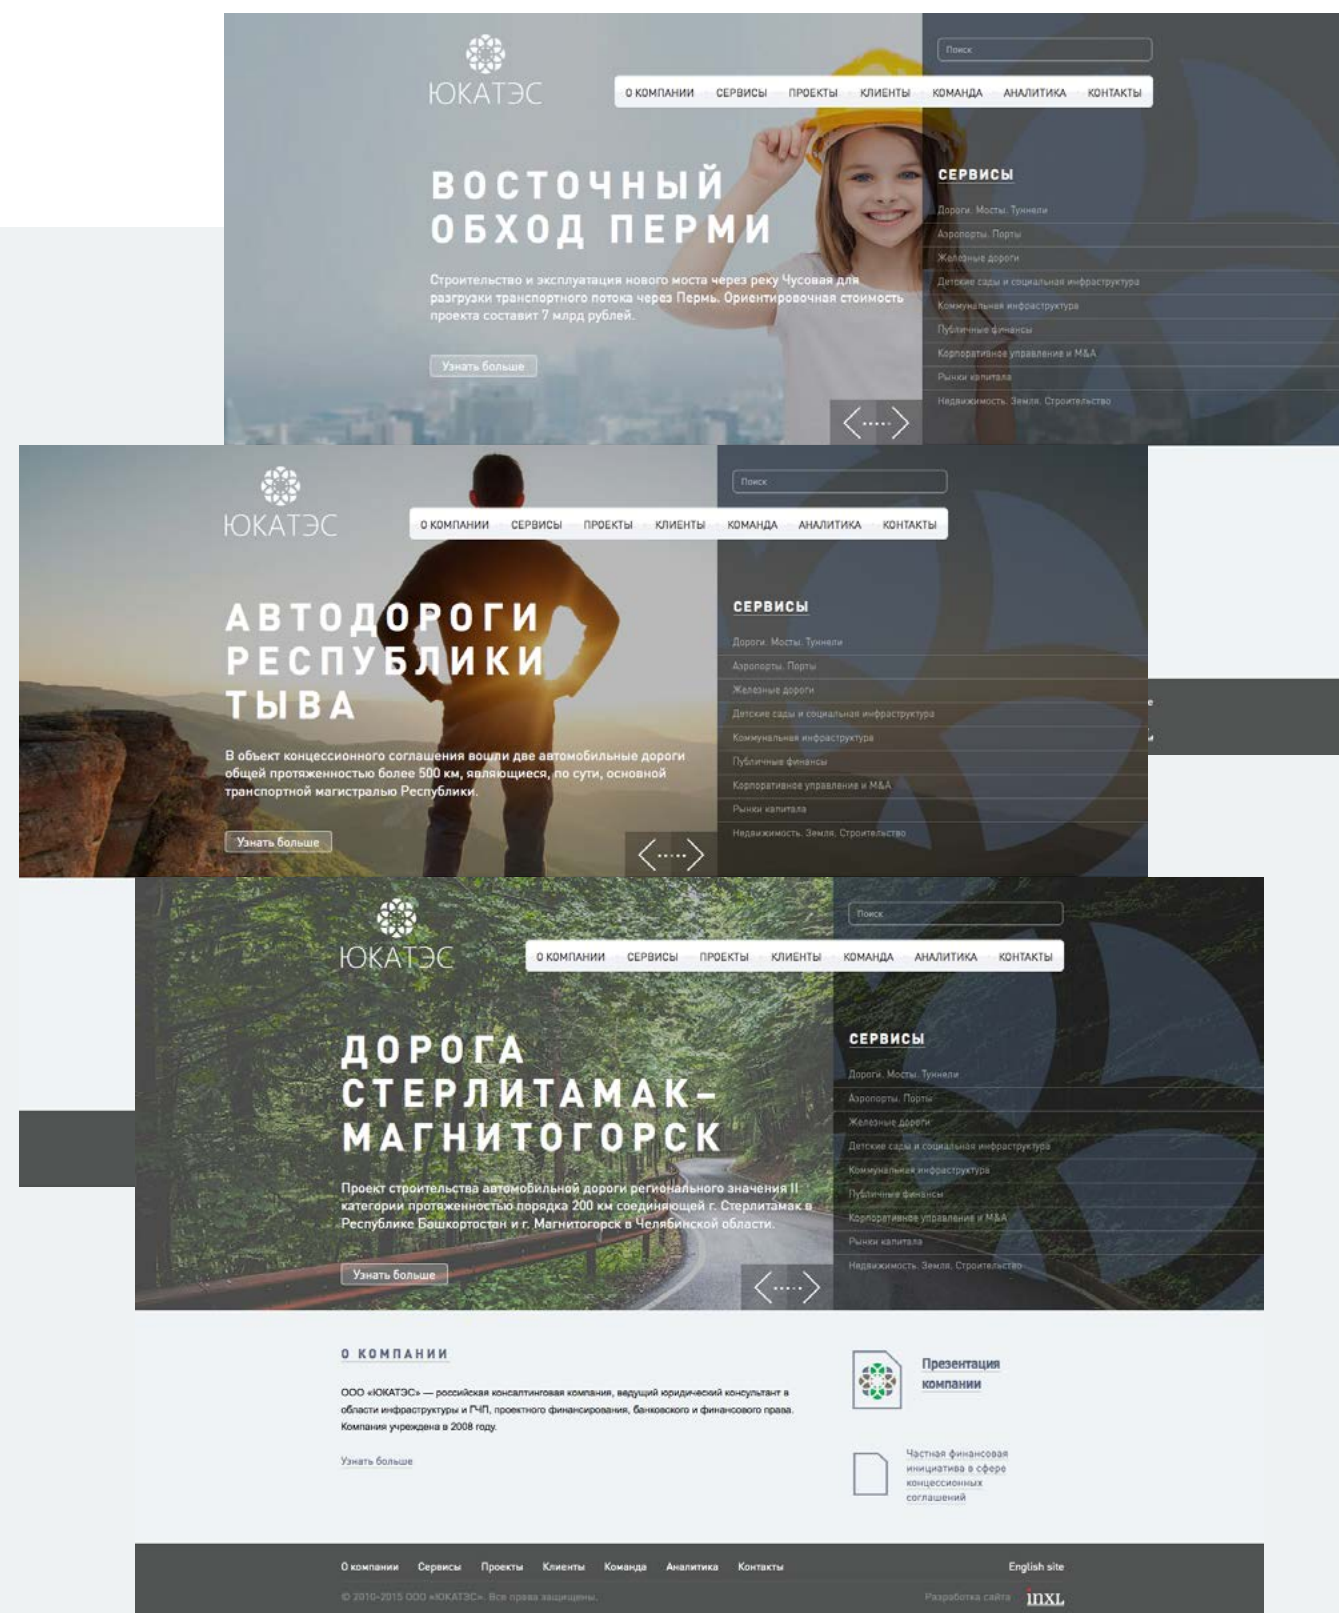 ЮКАТЭС
Поиск
О КОМПАНИИ СЕРВИСЫ ПРОЕКТЫ КЛИЕНТЫ КОМАНДА АНАЛИТИКА КОНТАКТЫ
ВОСТОЧНЫЙ
ОБХОД ПЕРМИ
Строительство и эксплуатация нового моста через реку Чусовая для
разгрузки транспортного потока через Пермь. Ориентировочная стоимость
проекта составит 7 млрд рублей.
Узнать больше
СЕРВИСЫ
Дороги. Мосты. Туннели
Аэропорты. Порты
Железные дороги
Детские сады и социальная инфраструктура
Коммунальная инфраструктура
Публичные финансы
Корпоративное управление и M&A
Рынки капитала
Недвижимость. Земля. Строительство
ЮКАТЭС
Поиск
О КОМПАНИИ СЕРВИСЫ ПРОЕКТЫ КЛИЕНТЫ КОМАНДА АНАЛИТИКА КОНТАКТЫ
АВТОДОРОГИ
РЕСПУБЛИКИ
ТЫВА
В объект концессионного соглашения вошли две автомобильные дороги
общей протяженностью более 500 км, являющиеся, по сути, основной
транспортной магистралью Республики.
Узнать больше
СЕРВИСЫ
Дороги. Мосты. Туннели
Аэропорты. Порты
Железные дороги
Детские сады и социальная инфраструктура
Коммунальная инфраструктура
Публичные финансы
Корпоративное управление и M&A
Рынки капитала
Недвижимость. Земля. Строительство
ЮКАТЭС
Поиск
О КОМПАНИИ СЕРВИСЫ ПРОЕКТЫ КЛИЕНТЫ КОМАНДА АНАЛИТИКА КОНТАКТЫ
ДОРОГА
СТЕРЛИТАМАК–
МАГНИТОГОРСК
Проект строительства автомобильной дороги регионального значения II
категории протяженностью порядка 200 км соединяющей г. Стерлитамак в
Республике Башкортостан и г. Магнитогорск в Челябинской области.
Узнать больше
СЕРВИСЫ
Дороги. Мосты. Туннели
Аэропорты. Порты
Железные дороги
Детские сады и социальная инфраструктура
Коммунальная инфраструктура
Публичные финансы
Корпоративное управление и M&A
Рынки капитала
Недвижимость. Земля. Строительство
О КОМПАНИИ
ООО «ЮКАТЭС» — российская консалтинговая компания, ведущий юридический консультант в
области инфраструктуры и ГЧП, проектного финансирования, банковского и финансового права.
Компания учреждена в 2008 году.
Узнать больше
Презентация
компании
Частная финансовая
инициатива в сфере
концессионных
соглашений
О компании Сервисы Проекты Клиенты Команда Аналитика Контакты
English site
© 2010-2015 ООО «ЮКАТЭС». Все права защищены.
Разработка сайта inXL